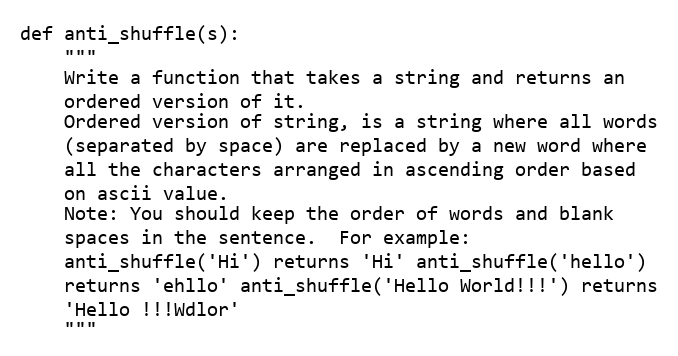 def anti_shuffle(s):
    """
    Write a function that takes a string and returns an
    ordered version of it.
    Ordered version of string, is a string where all words
    (separated by space) are replaced by a new word where
    all the characters arranged in ascending order based
    on ascii value.
    Note: You should keep the order of words and blank
    spaces in the sentence.  For example:
    anti_shuffle('Hi') returns 'Hi' anti_shuffle('hello')
    returns 'ehllo' anti_shuffle('Hello World!!!') returns
    'Hello !!!Wdlor'
    """